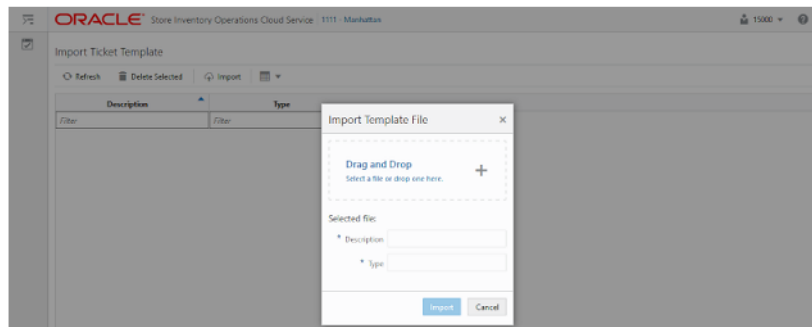 ORACLE Store Inventory Operations Cloud Service 1111 - Manhattan 15000
Import Ticket Template
Refresh Delete Selected Import
Description Type
Filter Filter
Import Template File
Drag and Drop
Select a file or drop one here.
Selected file:
* Description
* Type
Import Cancel